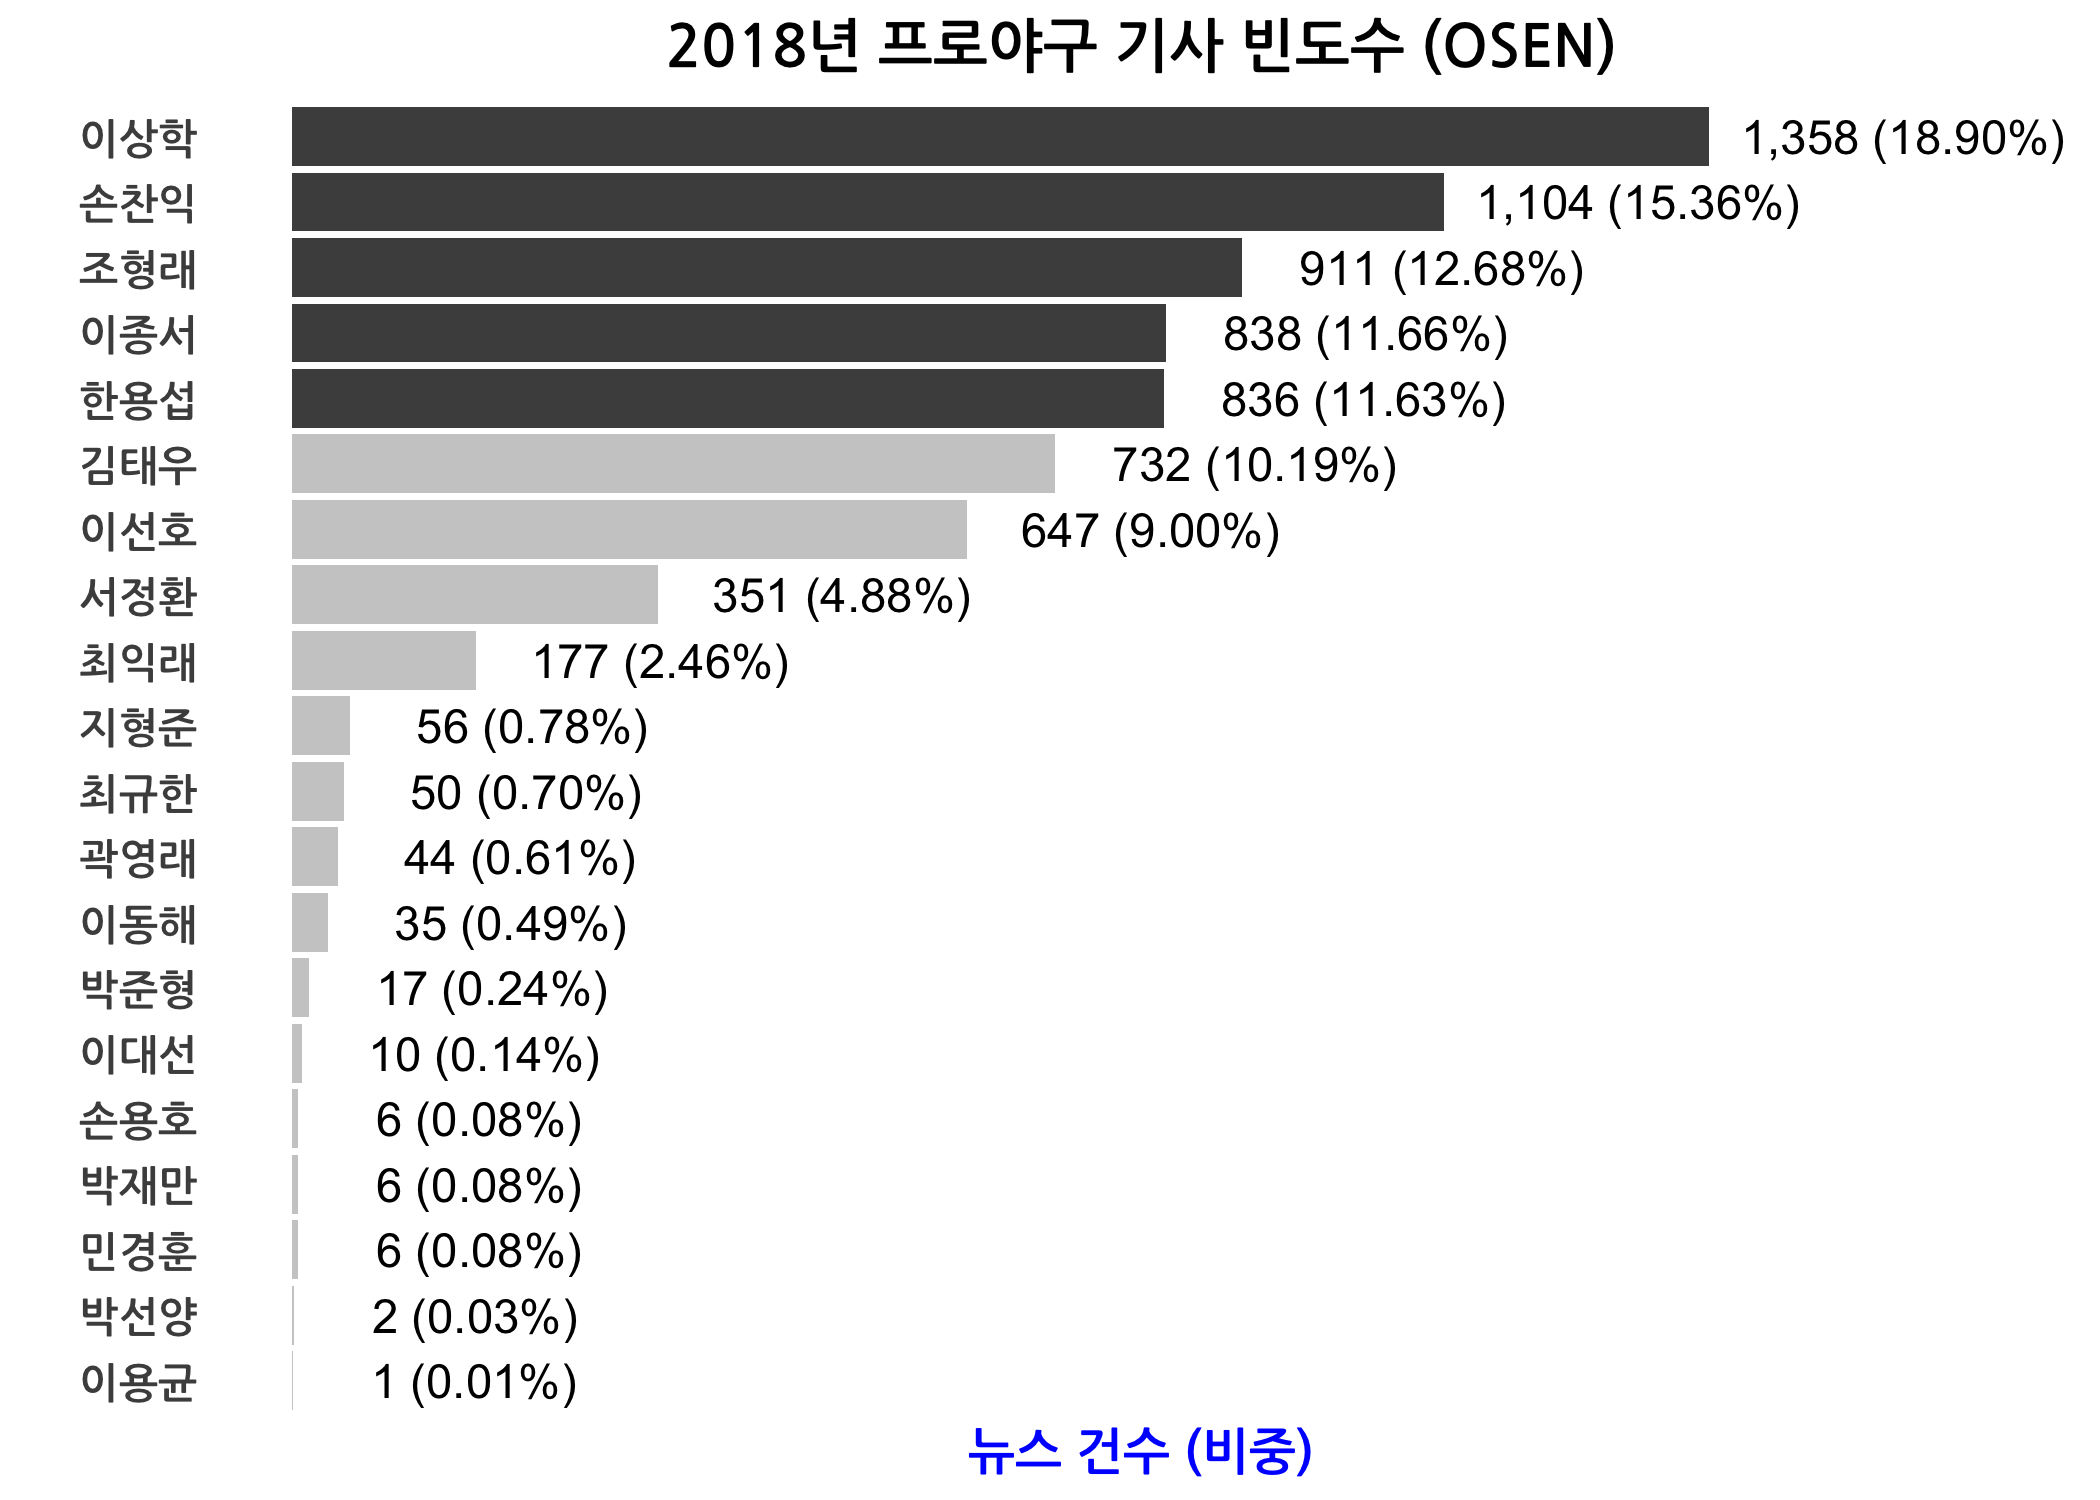 2018년 프로야구 기사 빈도수 (OSEN)
이상학 1,358 (18.90%)
손찬익 1,104 (15.36%)
조형래 911 (12.68%)
이종서 838 (11.66%)
한용섭 836 (11.63%)
김태우 732 (10.19%)
이선호 647 (9.00%)
서정환 351 (4.88%)
최익래 177 (2.46%)
지형준 56 (0.78%)
최규한 50 (0.70%)
곽영래 44 (0.61%)
이동해 35 (0.49%)
박준형 17 (0.24%)
이대선 10 (0.14%)
손용호 6 (0.08%)
박재만 6 (0.08%)
민경훈 6 (0.08%)
박선양 2 (0.03%)
이용균 1 (0.01%)
뉴스 건수 (비중)